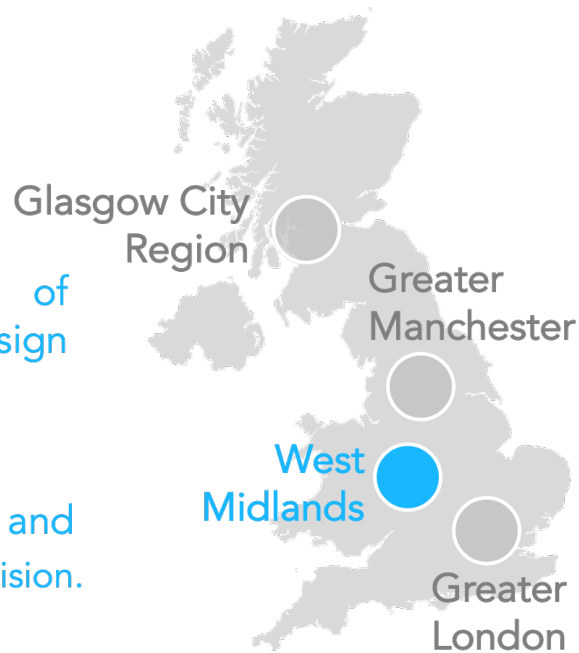 Glasgow City
Region
of
sign
Greater
Manchester
West
Midlands
and
ision.
Greater
London